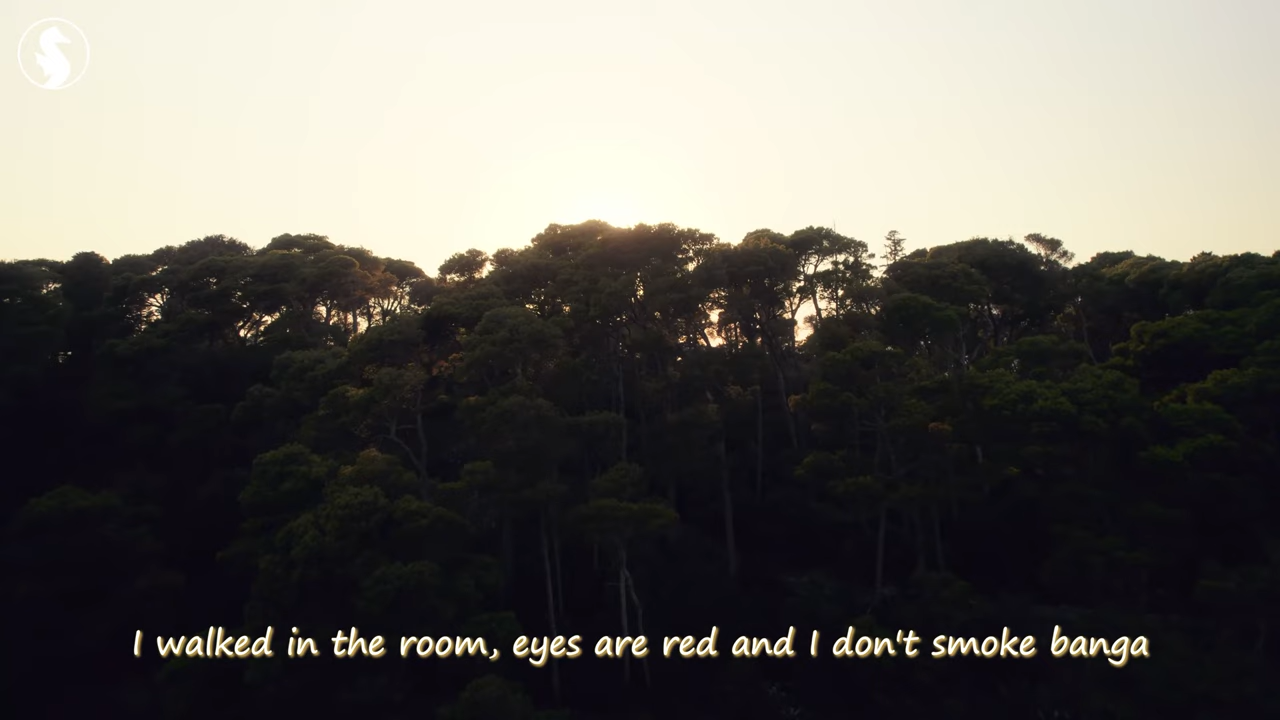 I walked in the room, eyes are red and I don't smoke banga